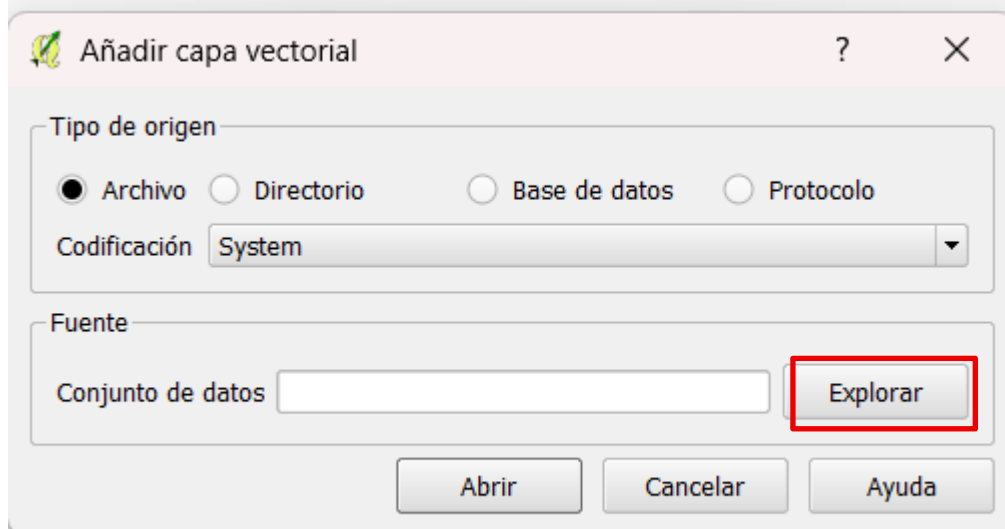 Añadir capa vectorial ?
Tipo de origen
Archivo Directorio Base de datos Protocolo
Codificación System
Fuente
Conjunto de datos Explorar
Abrir Cancelar Ayuda